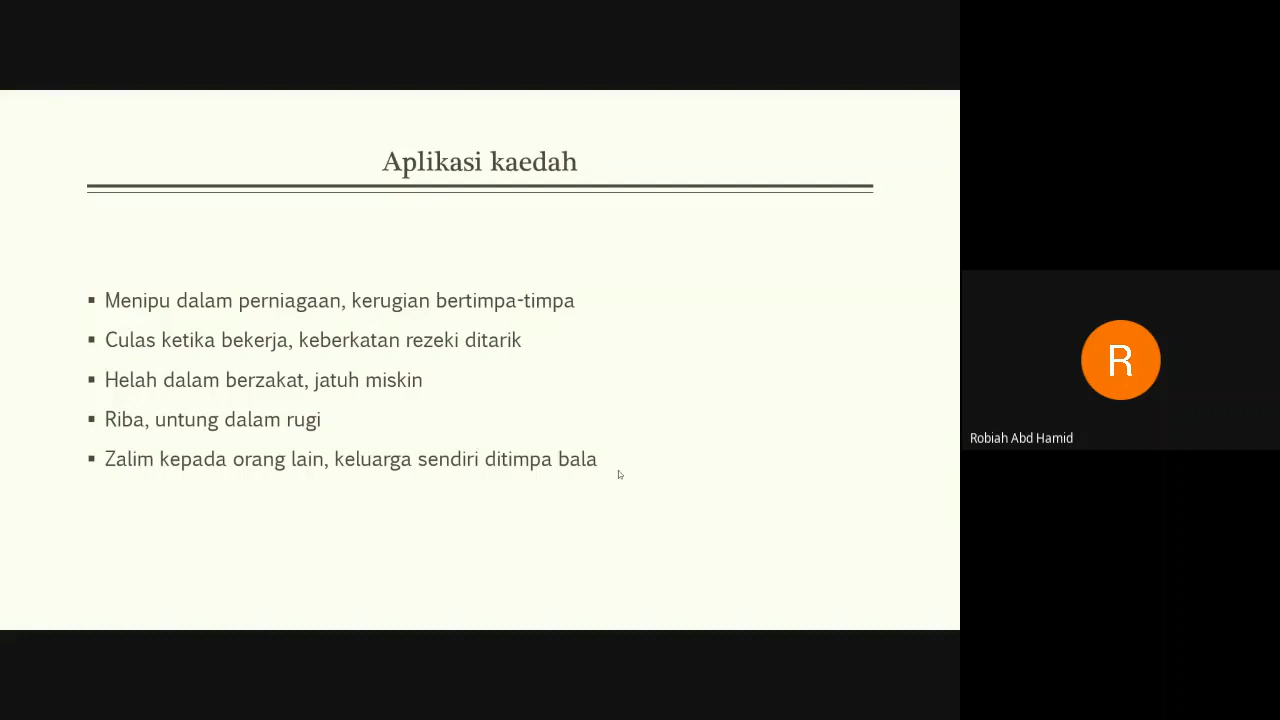 Aplikasi kaedah
▪ Menipu dalam perniagaan, kerugian bertimpa-timpa
▪ Culas ketika bekerja, keberkatan rezeki ditarik
▪ Helah dalam berzakat, jatuh miskin
▪ Riba, untung dalam rugi
▪ Zalim kepada orang lain, keluarga sendiri ditimpa bala
R
Robiah Abd Hamid